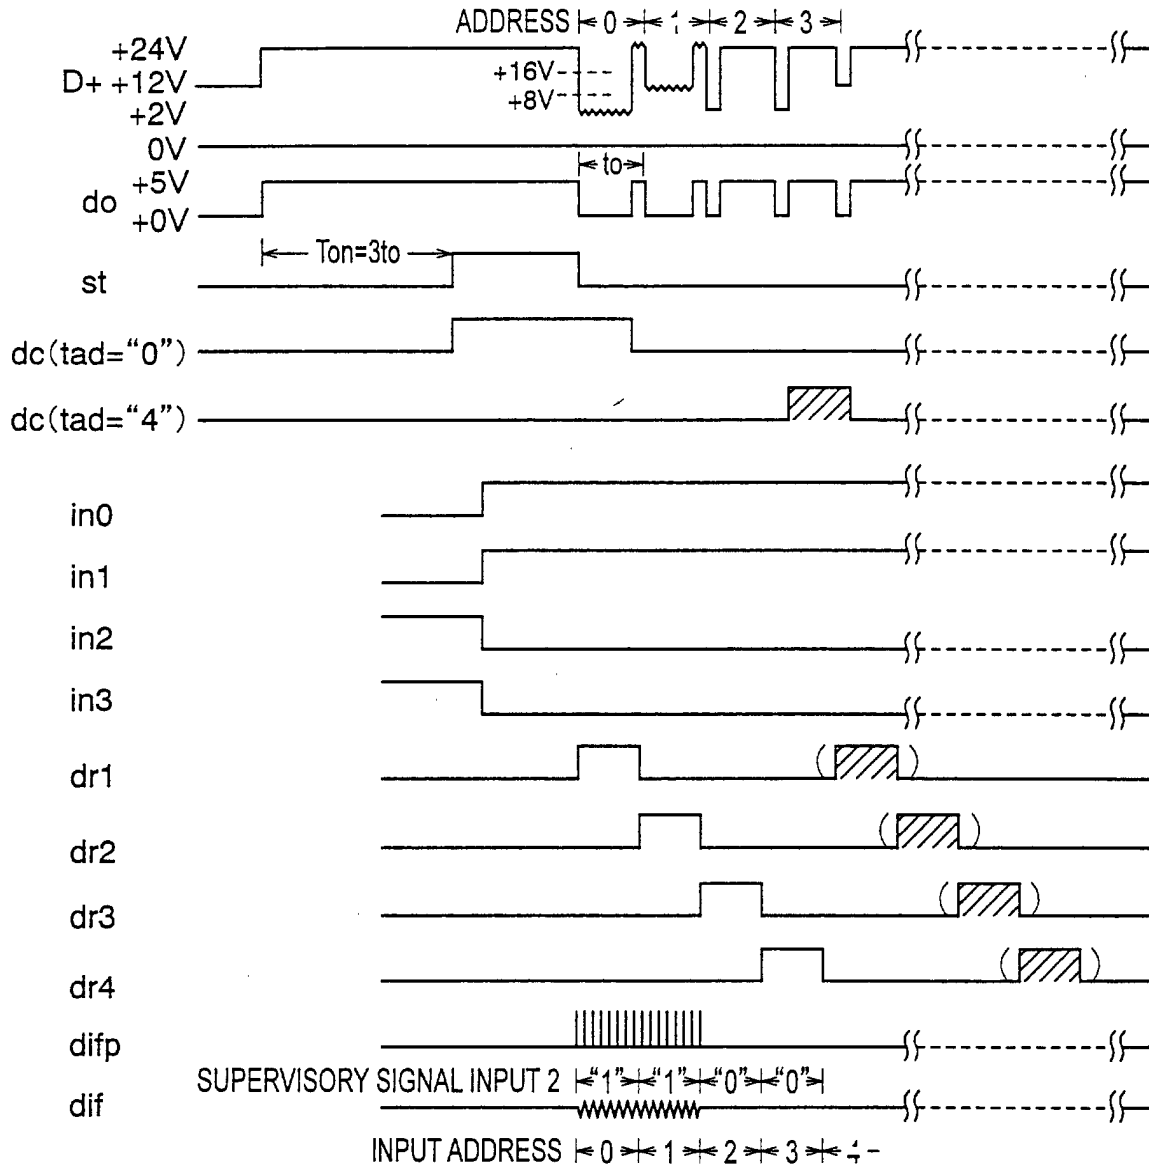 ADDRESS 0 1 2 3
+24V
D+ +12V
+16V
+8V
+2V
0V
to
do +5V
+0V
Ton=3to
st
dc(tad=“0”)
dc(tad=“4”)
in0
in1
in2
in3
dr1
dr2
dr3
dr4
difp
SUPERVISORY SIGNAL INPUT 2 “1” “1” “0” “0”
dif
INPUT ADDRESS 0 1 2 3 4